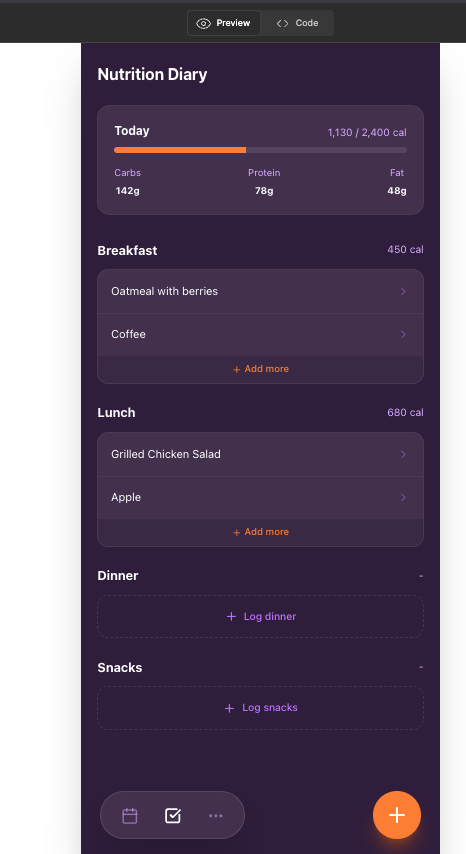 Preview
Code
Nutrition Diary
Today
1,130 / 2,400 cal
Carbs
Protein
Fat
142g
78g
48g
Breakfast
450 cal
Oatmeal with berries
Coffee
+ Add more
Lunch
680 cal
Grilled Chicken Salad
Apple
+ Add more
Dinner
-
+ Log dinner
Snacks
-
+ Log snacks